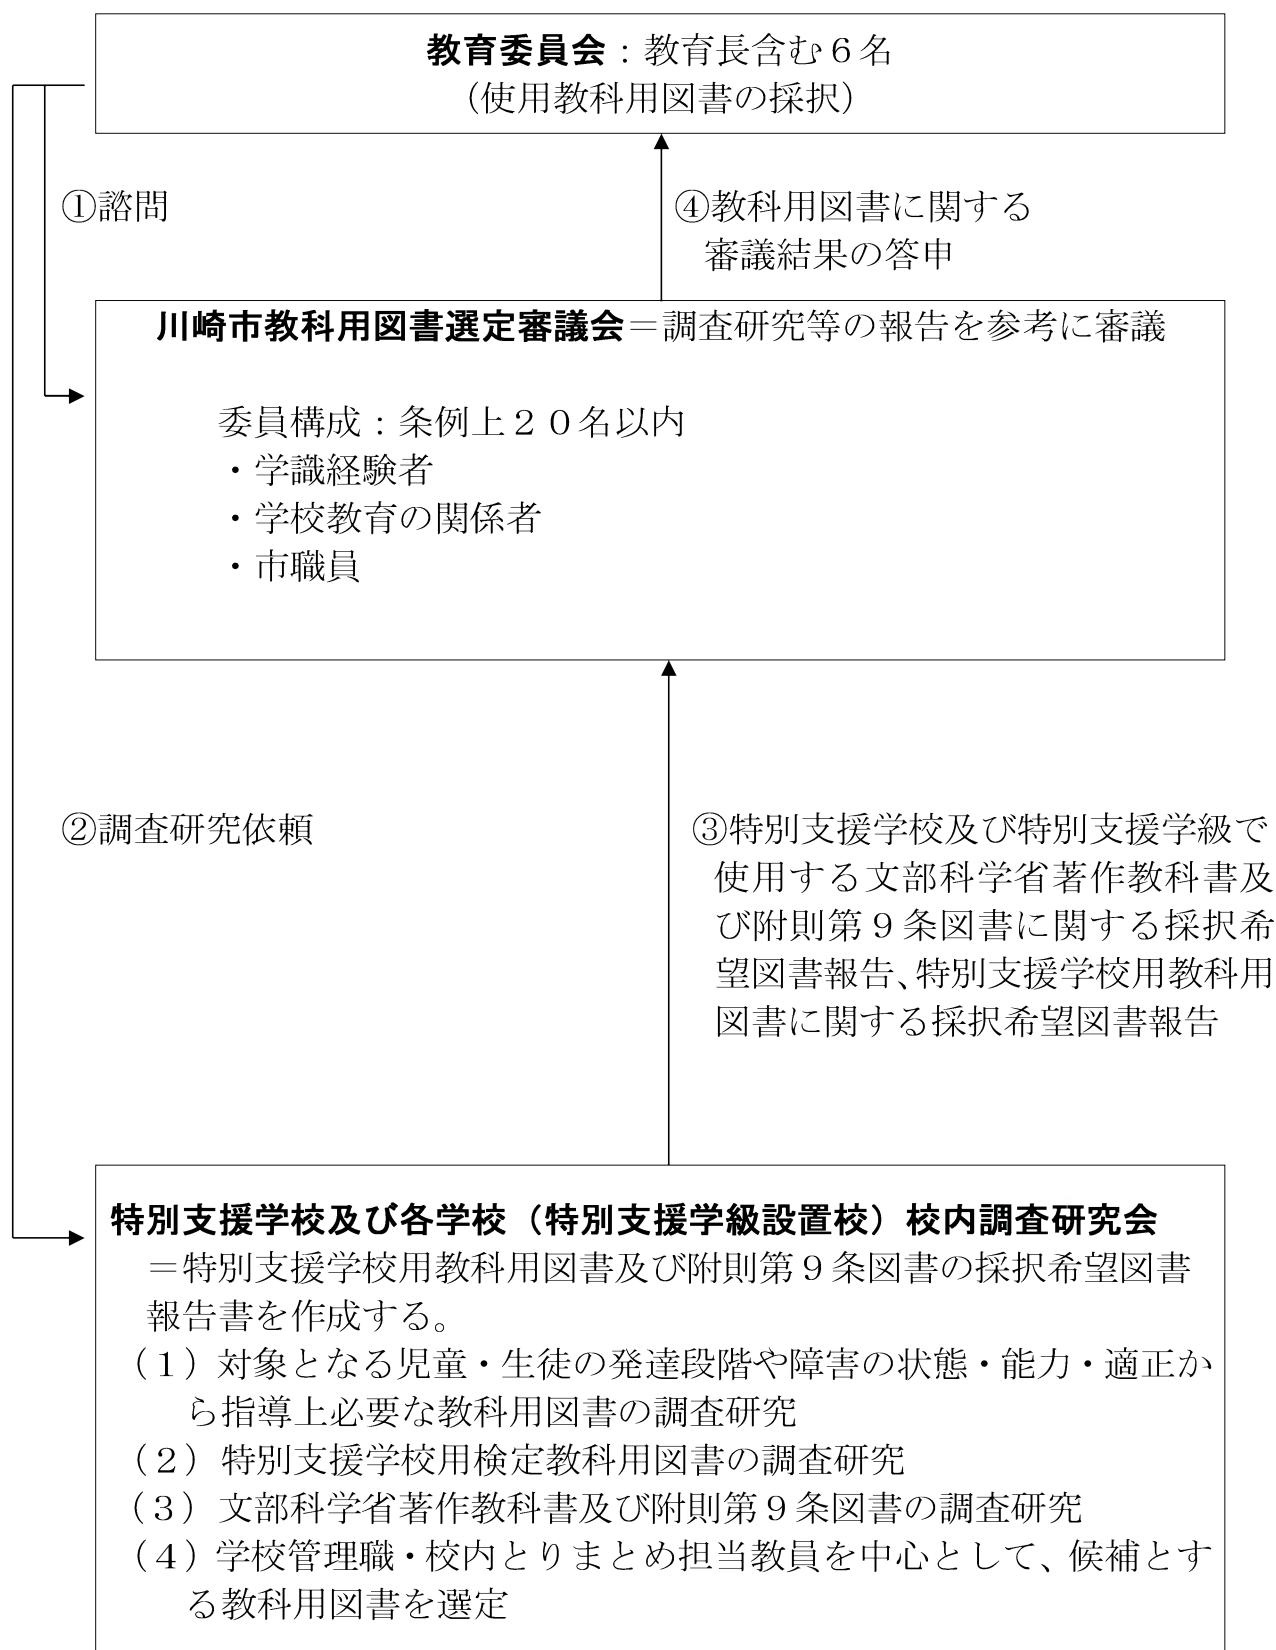 教育委員会：教育長含む６名
（使用教科用図書の採択）
①諮問
④教科用図書に関する
審議結果の答申
川崎市教科用図書選定審議会＝調査研究等の報告を参考に審議
委員構成：条例上２０名以内
・学識経験者
・学校教育の関係者
・市職員
②調査研究依頼
③特別支援学校及び特別支援学級で
使用する文部科学省著作教科書及
び附則第９条図書に関する採択希
望図書報告、特別支援学校用教科用
図書に関する採択希望図書報告
特別支援学校及び各学校（特別支援学級設置校）校内調査研究会
＝特別支援学校用教科用図書及び附則第９条図書の採択希望図書
報告書を作成する。
（１）対象となる児童・生徒の発達段階や障害の状態・能力・適正か
ら指導上必要な教科用図書の調査研究
（２）特別支援学校用検定教科用図書の調査研究
（３）文部科学省著作教科書及び附則第９条図書の調査研究
（４）学校管理職・校内とりまとめ担当教員を中心として、候補とす
る教科用図書を選定